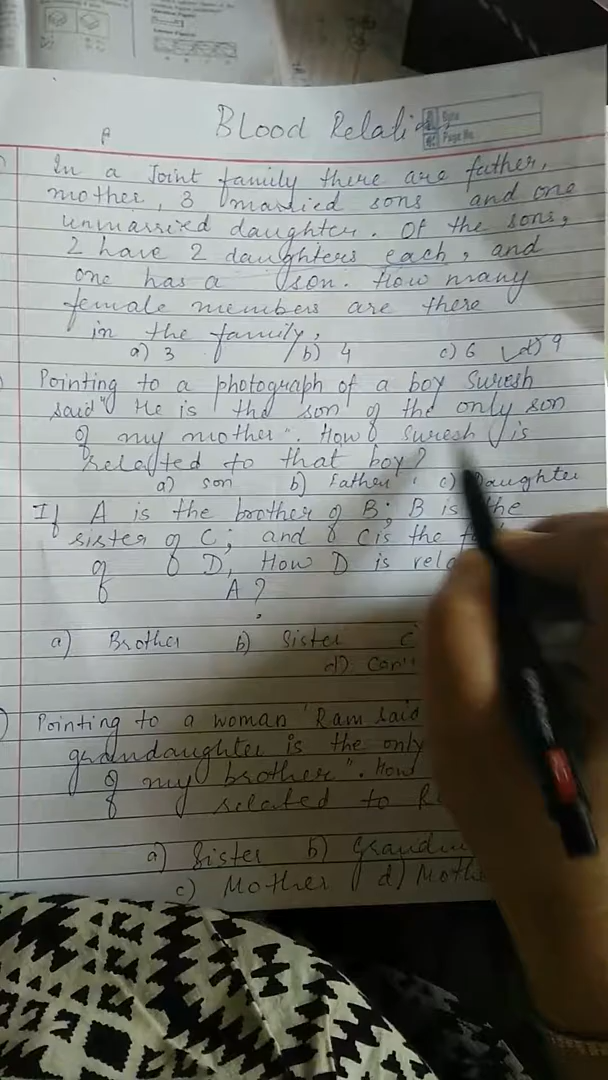 Blood Relati
Date
Page No.
In a Joint family there are father,
mother, 3 married sons and one
unmarried daughter. Of the sons,
2 have 2 daughters each, and
one has a son. How many
female members are there
in the family,
a) 3 b) 4 c) 6 d) 9
Pointing to a photograph of a boy Suresh
said "He is the son of the only son
of my mother". How Suresh is
related to that boy?
a) son b) Father c) Daughter
If A is the brother of B; B is the
sister of C; and C is the
of D, How D is
A?
a) Brother b) Sister c
d)
Pointing to a woman "Ram said
grandaughter is the only
of my brother". How
related to
a) Sister b)
c) Mother d)